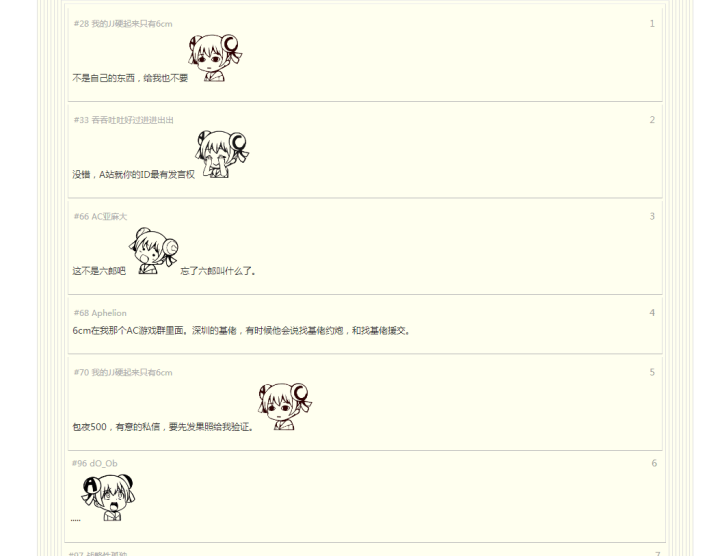 #28 我的JJ硬起来只有6cm
1
不是自己的东西，给我也不要
#33 吞吞吐吐好过进进出出
2
没错，A站就你的ID最有发言权
#66 AC亚麻大
3
这不是六郎吧 忘了六郎叫什么了。
#68 Aphelion
4
6cm在我那个AC游戏群里面。深圳的基佬，有时候他会说找基佬约炮，和找基佬援交。
#70 我的JJ硬起来只有6cm
5
包夜500，有意的私信，要先发果照给我验证。
#96 dO_Ob
6
.....
7